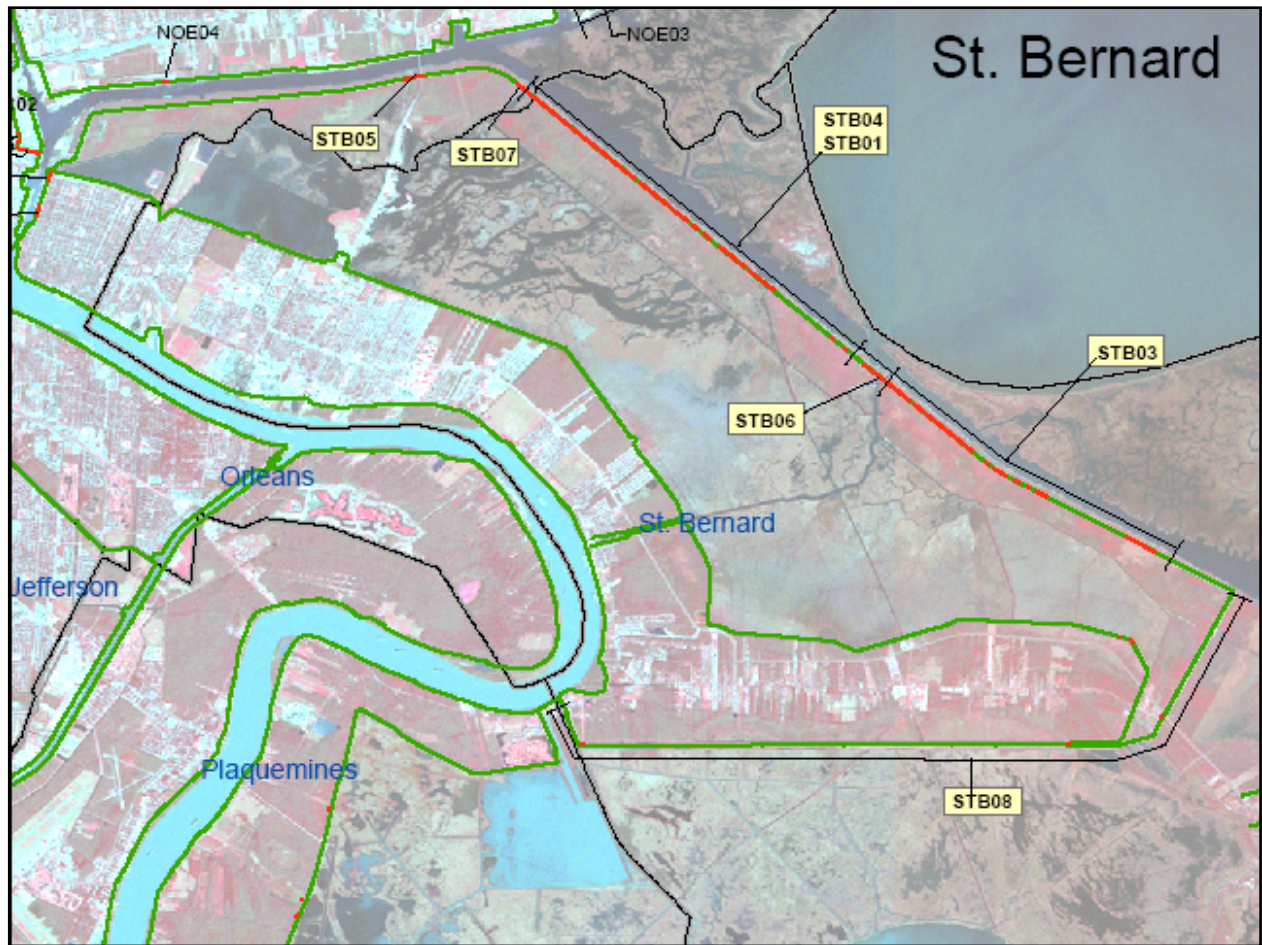 St. Bernard
NOE04
NOE03
02
STB05
STB07
STB04
STB01
STB03
STB06
Orleans
St. Bernard
Jefferson
Plaquemines
STB08